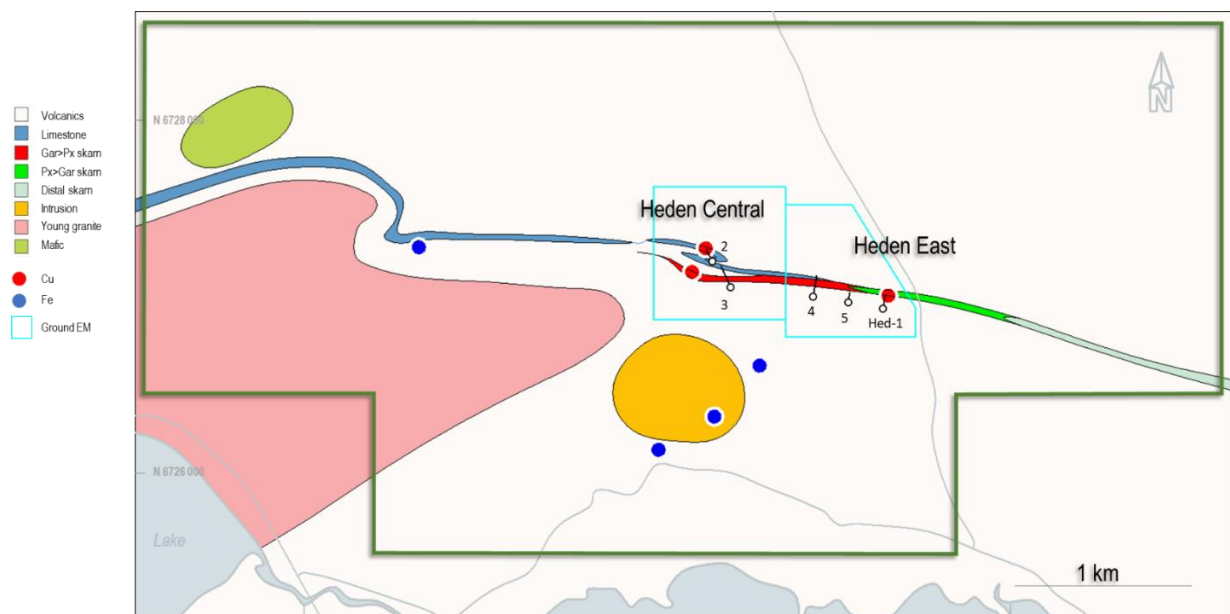 Volcanics
Limestone
Gar>Px skarn
Px>Gar skarn
Distal skarn
Intrusion
Young granite
Mafic
Cu
Fe
Ground EM
N 6728 000
N
Heden Central
Heden East
2
3
4
5
Hed-1
N 6726 000
Lake
1 km